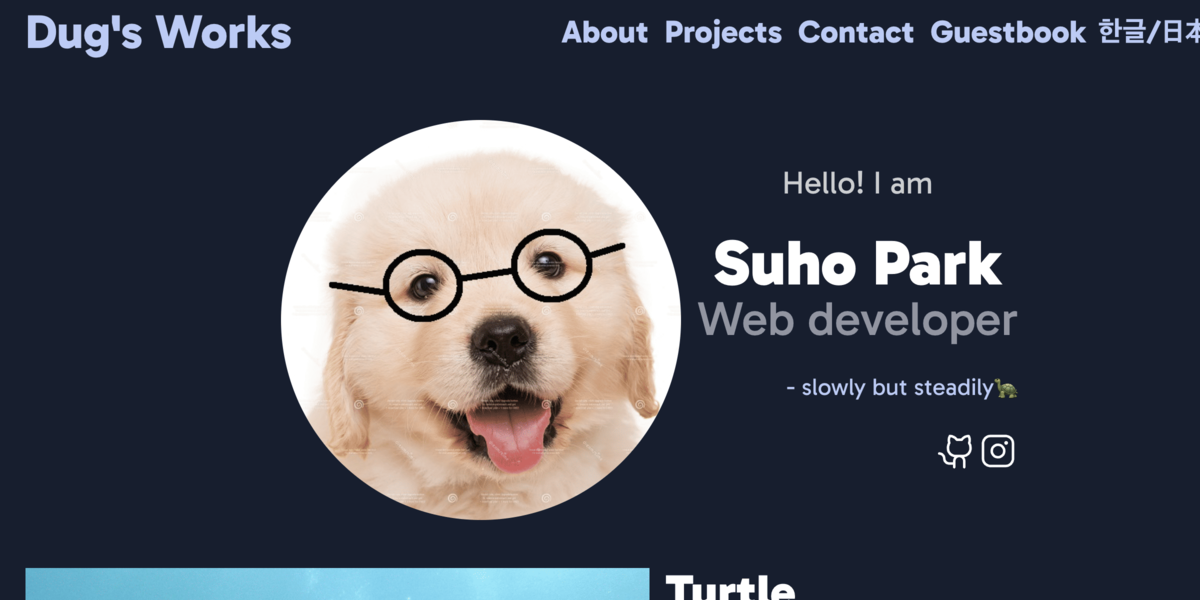 Dug's Works
About Projects Contact Guestbook 한글/日本
Hello! I am
Suho Park
Web developer
- slowly but steadily🐢
Turtle